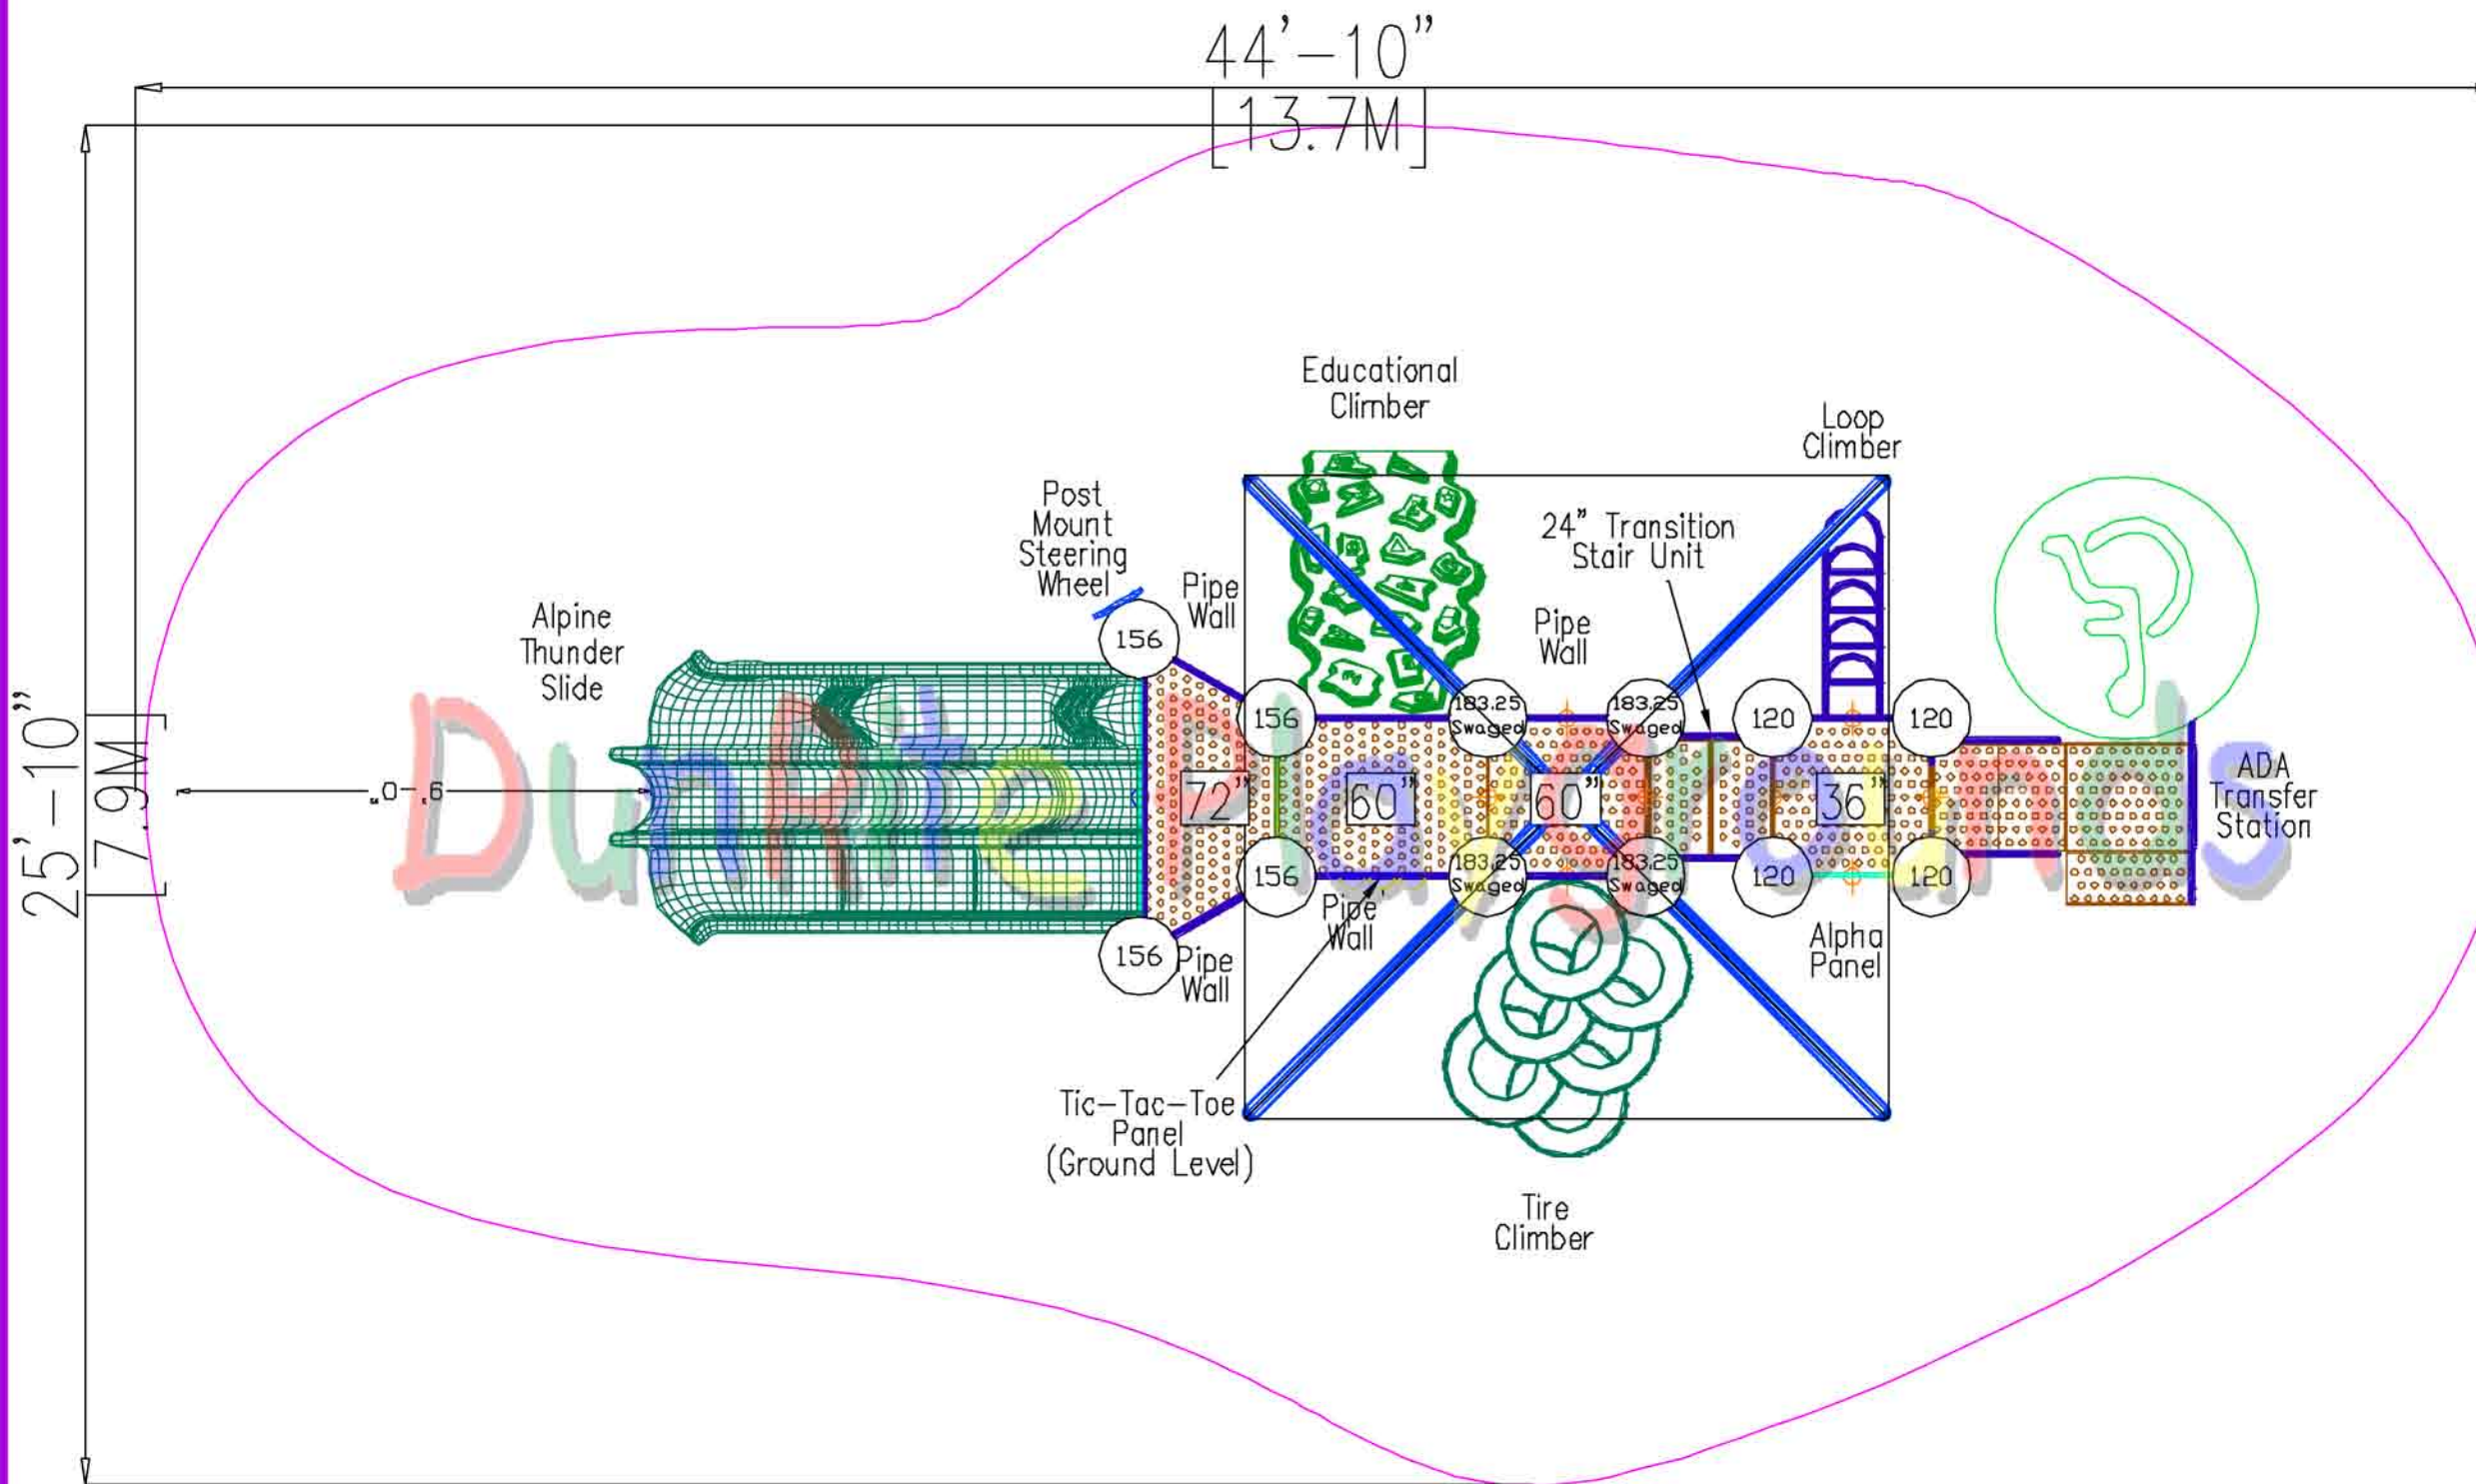 44'-10"
[13.7M]
25'-10"
7.9M
6'-0"
Educational
Climber
Loop
Climber
Post
Mount
Steering
Wheel
Pipe
Wall
24" Transition
Stair Unit
Pipe
Wall
Alpine
Thunder
Slide
156
156
183.25
Swaged
183.25
Swaged
120
120
72"
60"
60"
36"
DunRite Playgrounds
ADA
Transfer
Station
156
156
183.25
Swaged
183.25
Swaged
120
120
Pipe
Wall
Pipe
Wall
Alpha
Panel
Tic-Tac-Toe
Panel
(Ground Level)
Tire
Climber